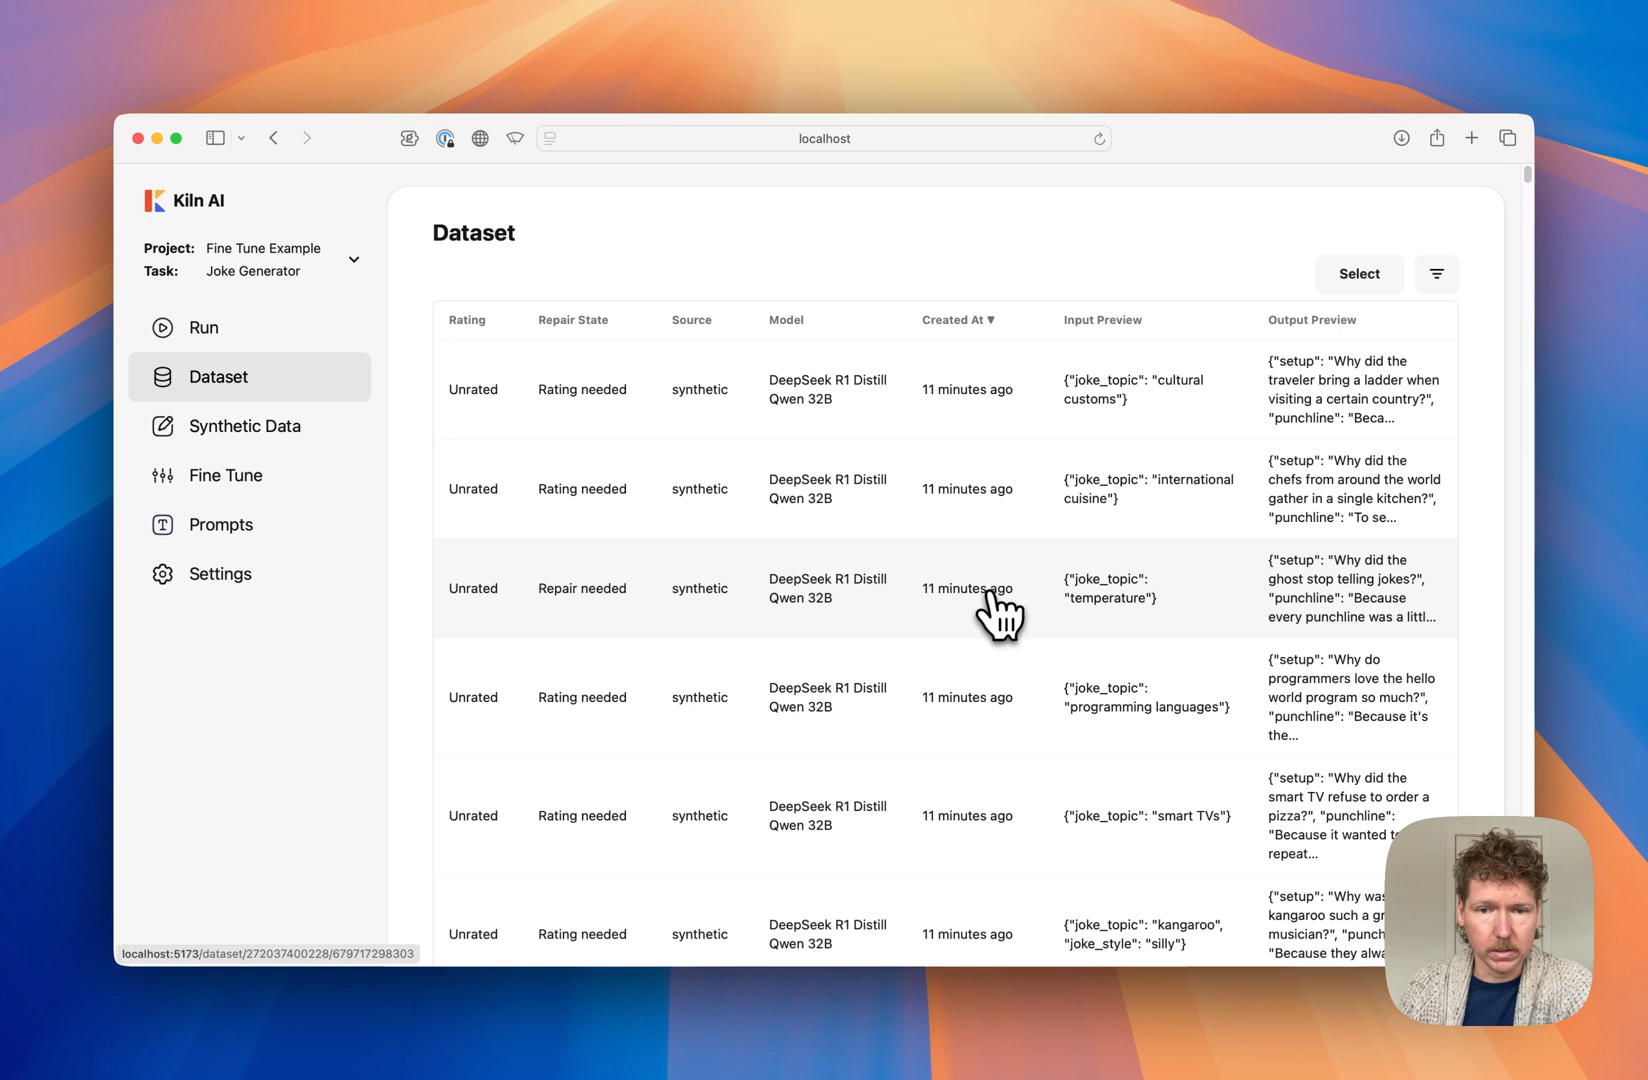 localhost
Kiln AI
Project: Fine Tune Example
Task: Joke Generator
Run
Dataset
Synthetic Data
Fine Tune
Prompts
Settings
Dataset
Select
Rating Repair State Source Model Created At ▼ Input Preview Output Preview
Unrated Rating needed synthetic DeepSeek R1 Distill Qwen 32B 11 minutes ago {"joke_topic": "cultural customs"}
{"setup": "Why did the
traveler bring a ladder when
visiting a certain country?",
"punchline": "Beca...
Unrated Rating needed synthetic DeepSeek R1 Distill Qwen 32B 11 minutes ago {"joke_topic": "international cuisine"}
{"setup": "Why did the
chefs from around the world
gather in a single kitchen?",
"punchline": "To se...
Unrated Repair needed synthetic DeepSeek R1 Distill Qwen 32B 11 minutes ago {"joke_topic": "temperature"}
{"setup": "Why did the
ghost stop telling jokes?",
"punchline": "Because
every punchline was a littl...
Unrated Rating needed synthetic DeepSeek R1 Distill Qwen 32B 11 minutes ago {"joke_topic": "programming languages"}
{"setup": "Why do
programmers love the hello
world program so much?",
"punchline": "Because it's
the...
Unrated Rating needed synthetic DeepSeek R1 Distill Qwen 32B 11 minutes ago {"joke_topic": "smart TVs"}
{"setup": "Why did the
smart TV refuse to order a
pizza?", "punchline":
"Because it wanted
repeat...
Unrated Rating needed synthetic DeepSeek R1 Distill Qwen 32B 11 minutes ago {"joke_topic": "kangaroo", "joke_style": "silly"}
{"setup": "Why was
kangaroo such a
musician?",
"Because they
localhost:5173/dataset/272037400228/679717298303